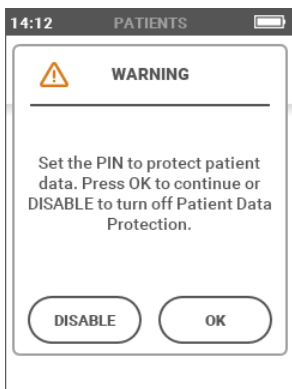 14:12 PATIENTS
WARNING
Set the PIN to protect patient
data. Press OK to continue or
DISABLE to turn off Patient Data
Protection.
DISABLE OK